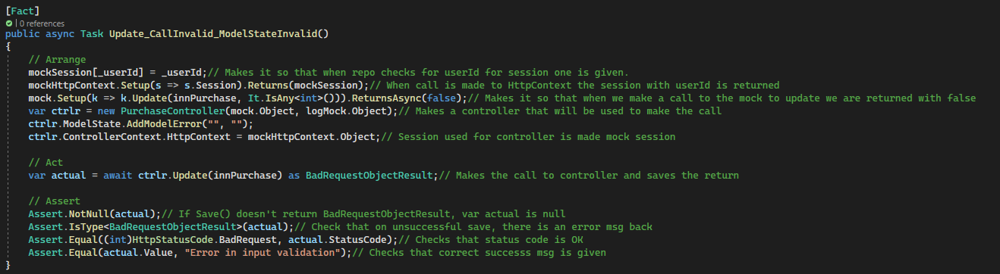 [Fact]
| 0 references
public async Task Update_CallInvalid_ModelStateInvalid()
{
// Arrange
mockSession[_userId] = _userId;// Makes it so that when repo checks for userId for session one is given.
mockHttpContext.Setup(s => s.Session).Returns(mockSession);// When call is made to HttpContext the session with userId is returned
mock.Setup(k => k.Update(innPurchase, It.IsAny<int>())).ReturnsAsync(false);// Makes it so that when we make a call to the mock to update we are returned with false
var ctrlr = new PurchaseController(mock.Object, logMock.Object);// Makes a controller that will be used to make the call
ctrlr.ModelState.AddModelError("", "");
ctrlr.ControllerContext.HttpContext = mockHttpContext.Object;// Session used for controller is made mock session
// Act
var actual = await ctrlr.Update(innPurchase) as BadRequestObjectResult;// Makes the call to controller and saves the return
// Assert
Assert.NotNull(actual);// If Save() doesn't return BadRequestObjectResult, var actual is null
Assert.IsType<BadRequestObjectResult>(actual);// Check that on unsuccessful save, there is an error msg back
Assert.Equal((int)HttpStatusCode.BadRequest, actual.StatusCode);// Checks that status code is OK
Assert.Equal(actual.Value, "Error in input validation");// Checks that correct successs msg is given
}